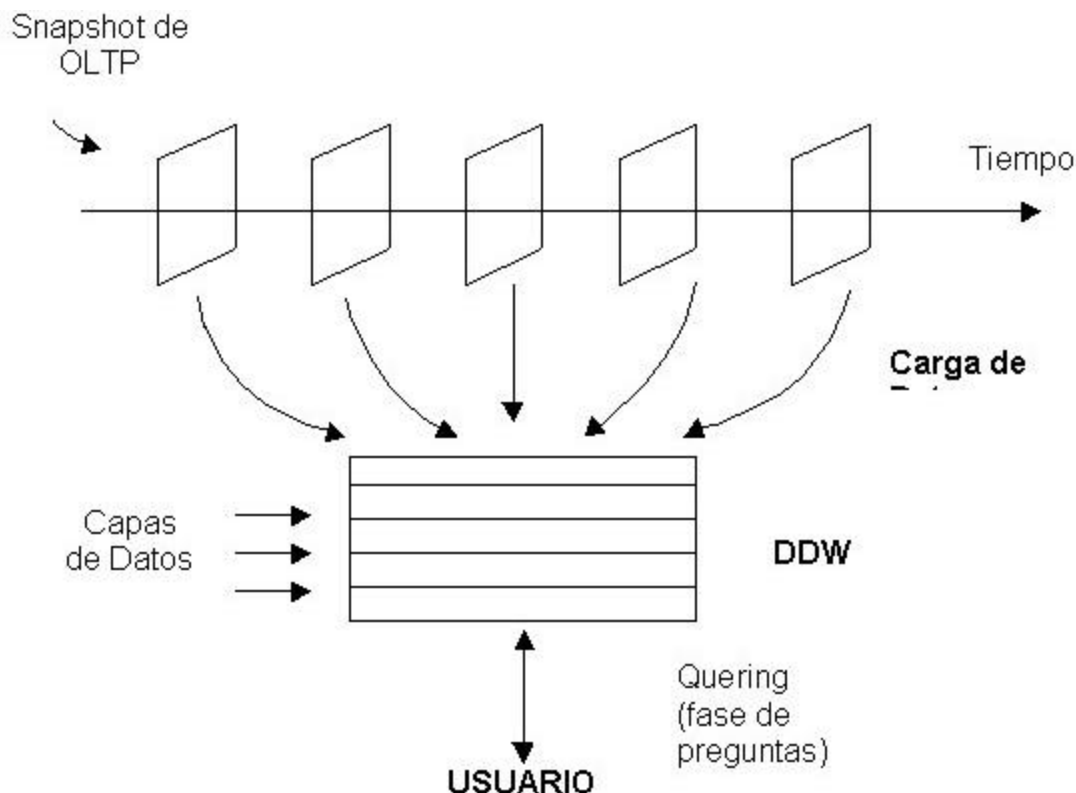 Snapshot de
OLTP
Tiempo
Carga de
Capas
de Datos
DDW
Quering
(fase de
preguntas)
USUARIO